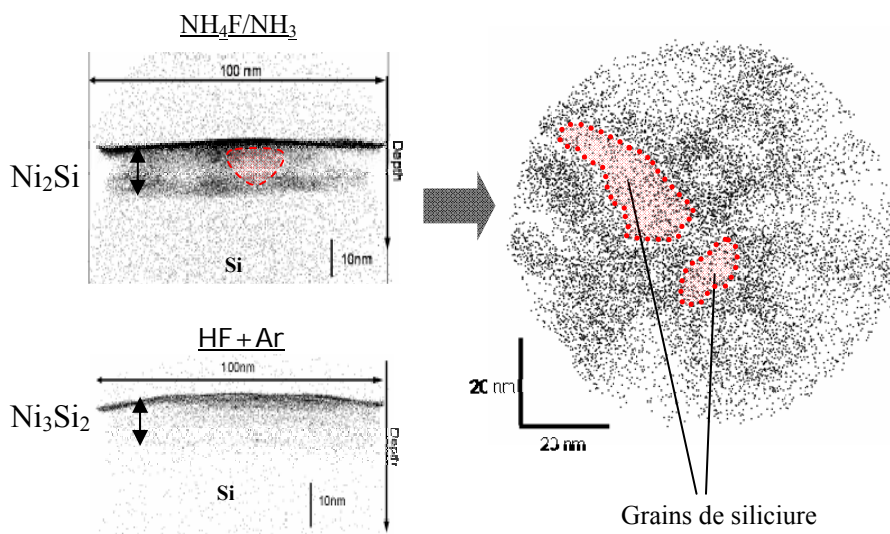 NH₄F/NH₃
100 nm
Depth
Ni₂Si
10nm
Si
HF + Ar
100nm
Depth
Ni₃Si₂
10nm
Si
20 nm
20 nm
Grains de siliciure